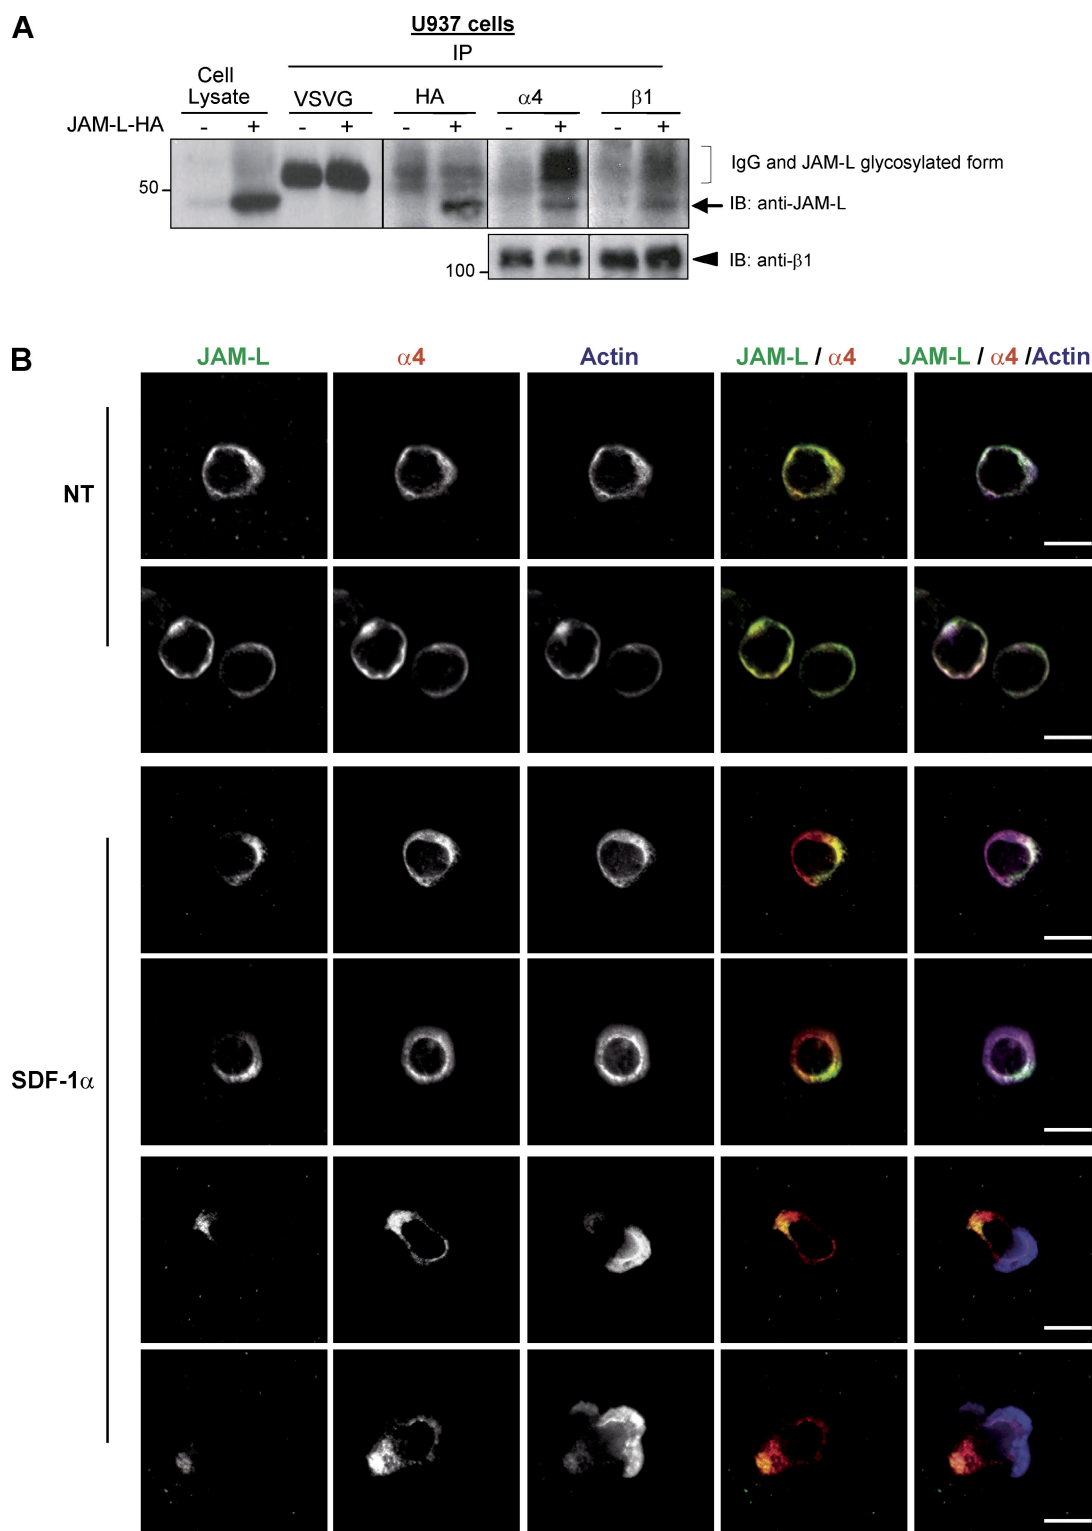 A
U937 cells
IP
Cell
Lysate
VSVG
HA
α4
β1
JAM-L-HA
- + - + - + - + - +
50
IgG and JAM-L glycosylated form
IB: anti-JAM-L
100
IB: anti-β1
B
JAM-L
α4
Actin
JAM-L / α4
JAM-L / α4 /Actin
NT
SDF-1α